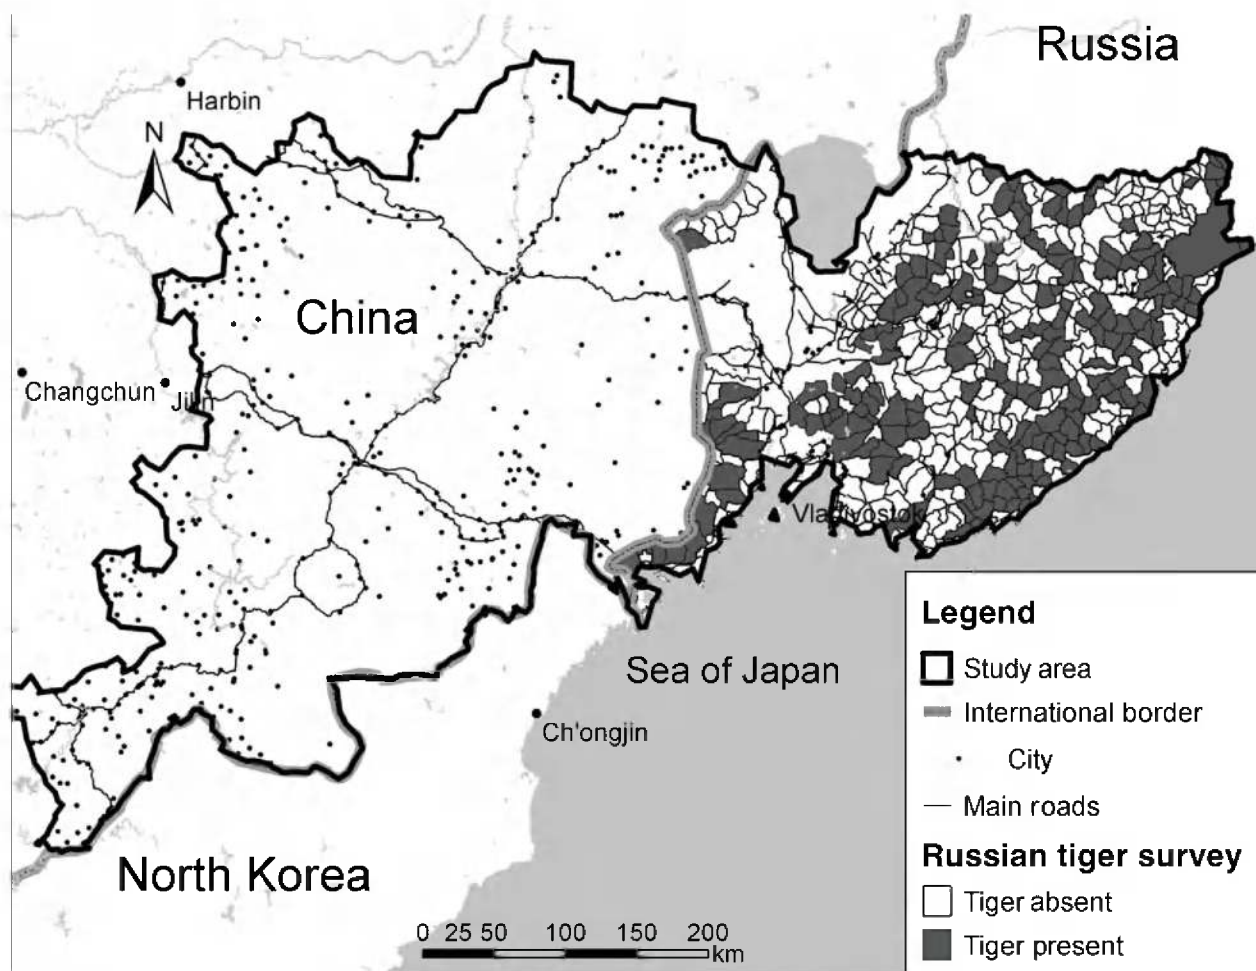 Russia
Harbin
N
China
Changchun
Jilin
Vladivostok
Sea of Japan
Ch'ongjin
North Korea
0 25 50 100 150 200
km
Legend
Study area
International border
City
Main roads
Russian tiger survey
Tiger absent
Tiger present